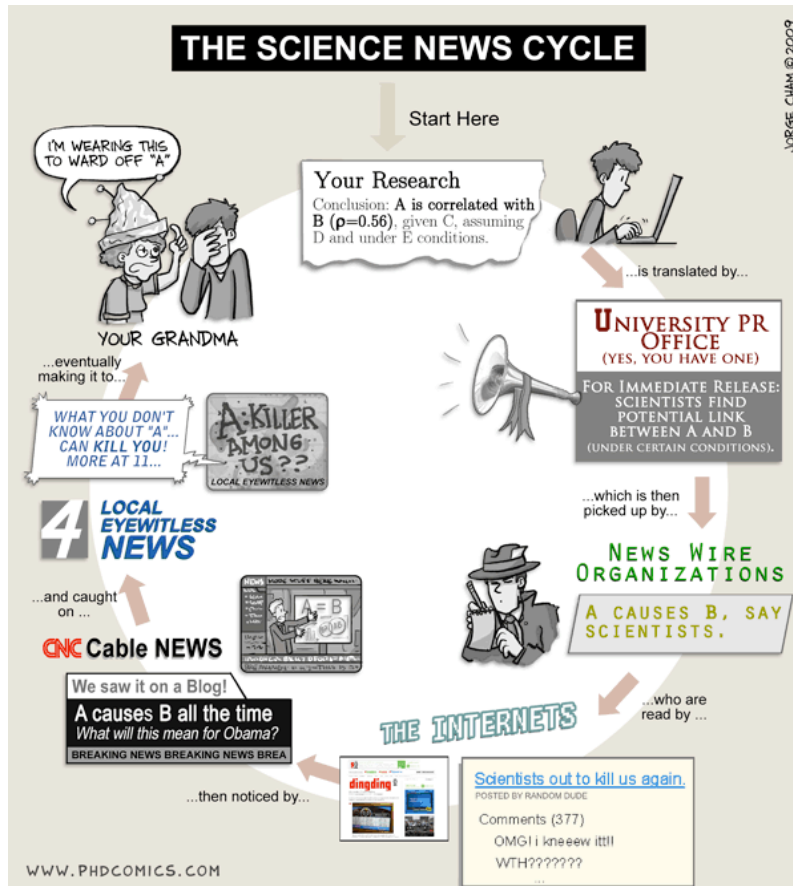 THE SCIENCE NEWS CYCLE
JORGE CHAM © 2009
Start Here
Your Research
Conclusion: A is correlated with
B (ρ=0.56), given C, assuming
D and under E conditions.
...is translated by...
UNIVERSITY PR
OFFICE
(YES, YOU HAVE ONE)
FOR IMMEDIATE RELEASE:
SCIENTISTS FIND
POTENTIAL LINK
BETWEEN A AND B
(UNDER CERTAIN CONDITIONS).
...which is then
picked up by...
NEWS WIRE
ORGANIZATIONS
A CAUSES B, SAY
SCIENTISTS.
...who are
read by ...
THE INTERNETS
Scientists out to kill us again.
POSTED BY RANDOM DUDE
Comments (377)
OMG! i kneeew itt!!
WTH???????
...
dingding
...then noticed by...
CNC Cable NEWS
We saw it on a Blog!
A causes B all the time
What will this mean for Obama?
BREAKING NEWS BREAKING NEWS BREA
NEWS
A=B
...and caught
on ...
4 LOCAL
EYEWITLESS
NEWS
WHAT YOU DON'T
KNOW ABOUT "A"...
CAN KILL YOU!
MORE AT 11...
A:KILLER
AMONG
US??
LOCAL EYEWITLESS NEWS
...eventually
making it to...
YOUR GRANDMA
I'M WEARING THIS
TO WARD OFF "A"
WWW.PHDCOMICS.COM